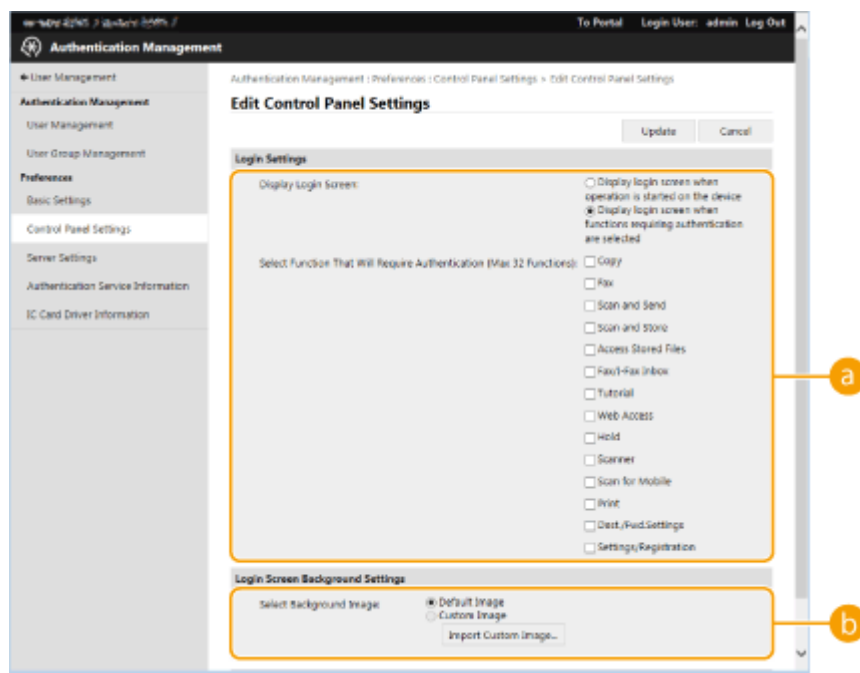 To Portal Login User: admin Log Out
Authentication Management
User Management
Authentication Management : Preferences : Control Panel Settings > Edit Control Panel Settings
Authentication Management
Edit Control Panel Settings
User Management
Update Cancel
User Group Management
Login Settings
Preferences
Display Login Screen:
Display login screen when
operation is started on the device
Basic Settings
Display login screen when
functions requiring authentication
are selected
Control Panel Settings
Server Settings
Select Function That Will Require Authentication (Max 32 Functions):
Copy
Fax
Authentication Service Information
Scan and Send
IC Card Driver Information
Scan and Store
Access Stored Files
Fax/I-Fax Inbox
a
Tutorial
Web Access
Hold
Scanner
Scan for Mobile
Print
Dest./Fwd.Settings
Settings/Registration
Login Screen Background Settings
Select Background Image:
Default Image
Custom Image
b
Import Custom Image...